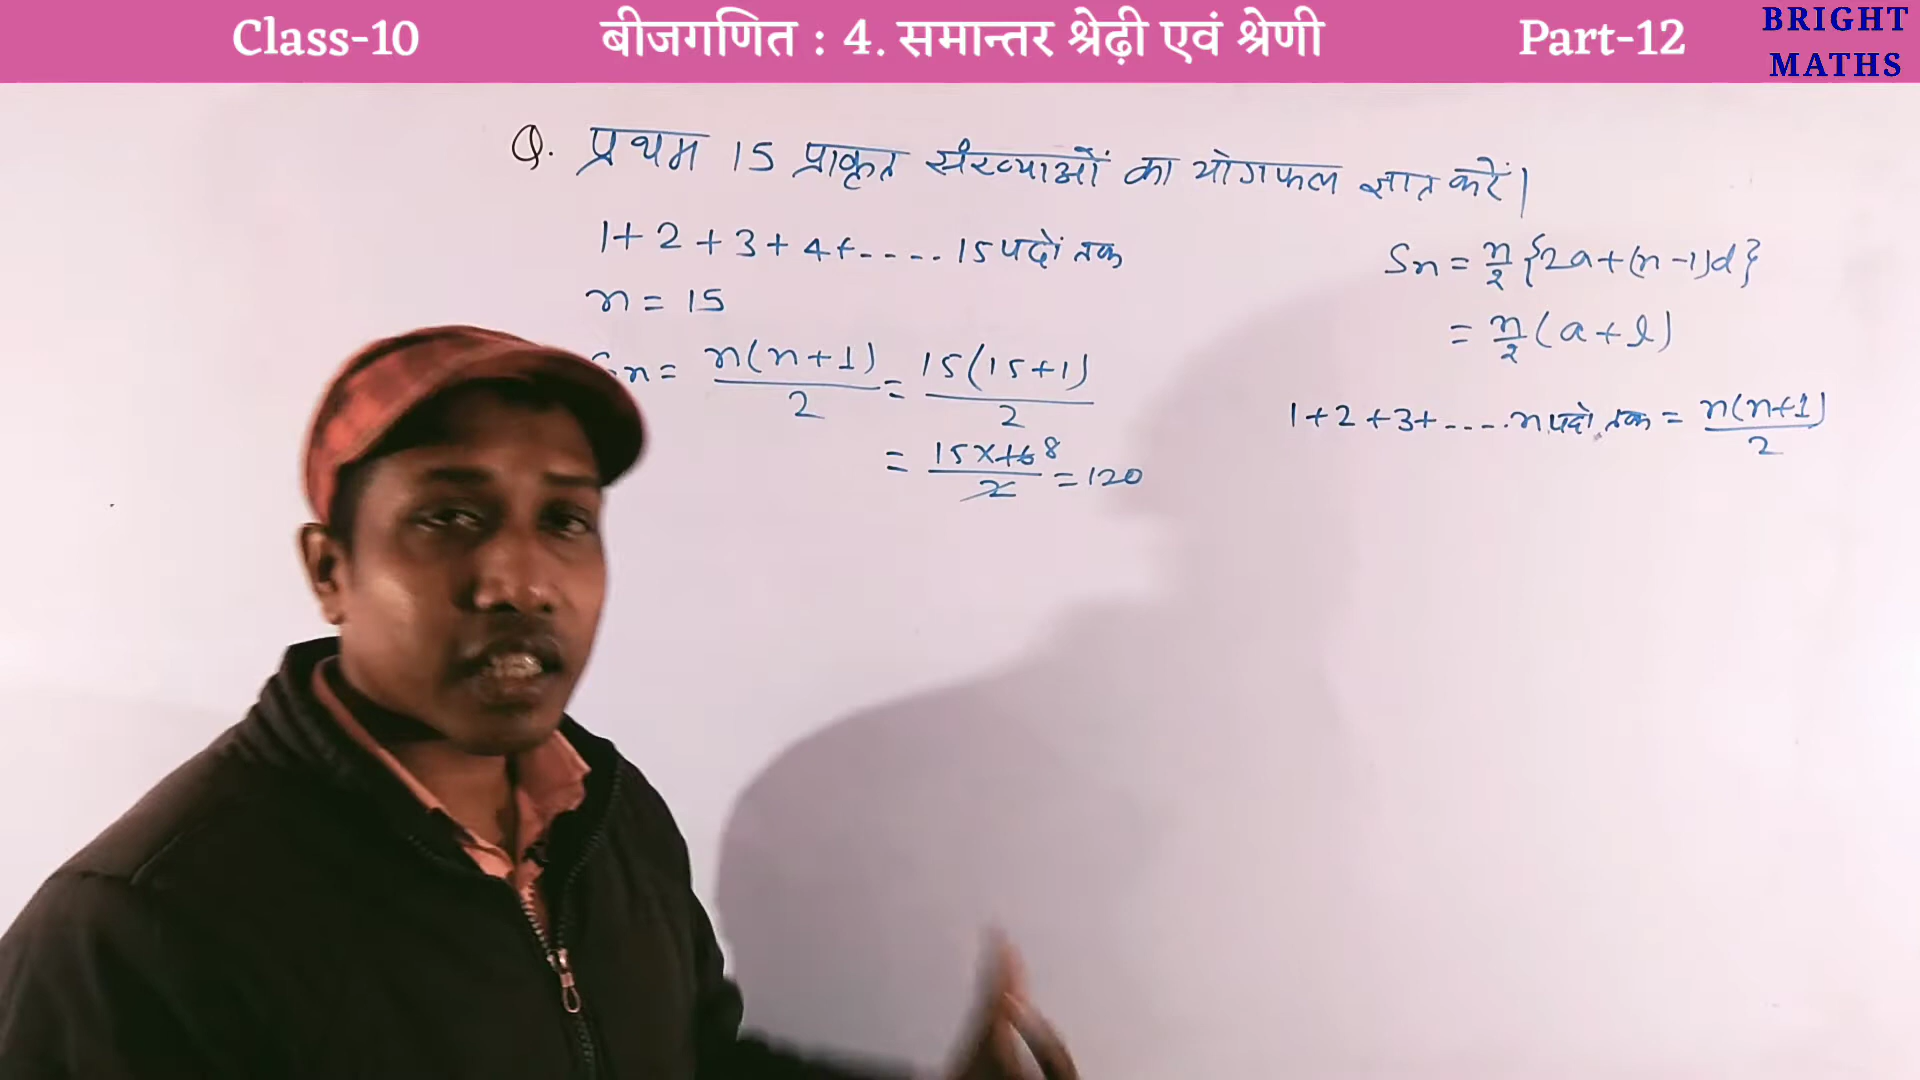 Class-10
बीजगणित : 4. समान्तर श्रेढ़ी एवं श्रेणी
Part-12
BRIGHT
MATHS
Q. प्रथम 15 प्राकृत संख्याओं का योगफल ज्ञात करें।
1+2+3+4+----. 15 पदों तक
n = 15
Sn = n(n+1)/2 = 15(15+1)/2
= 15×16 8/2 = 120
Sn = n/2 {2a+(n-1)d}
= n/2 (a+l)
1+2+3+----. n पदों तक = n(n+1)/2